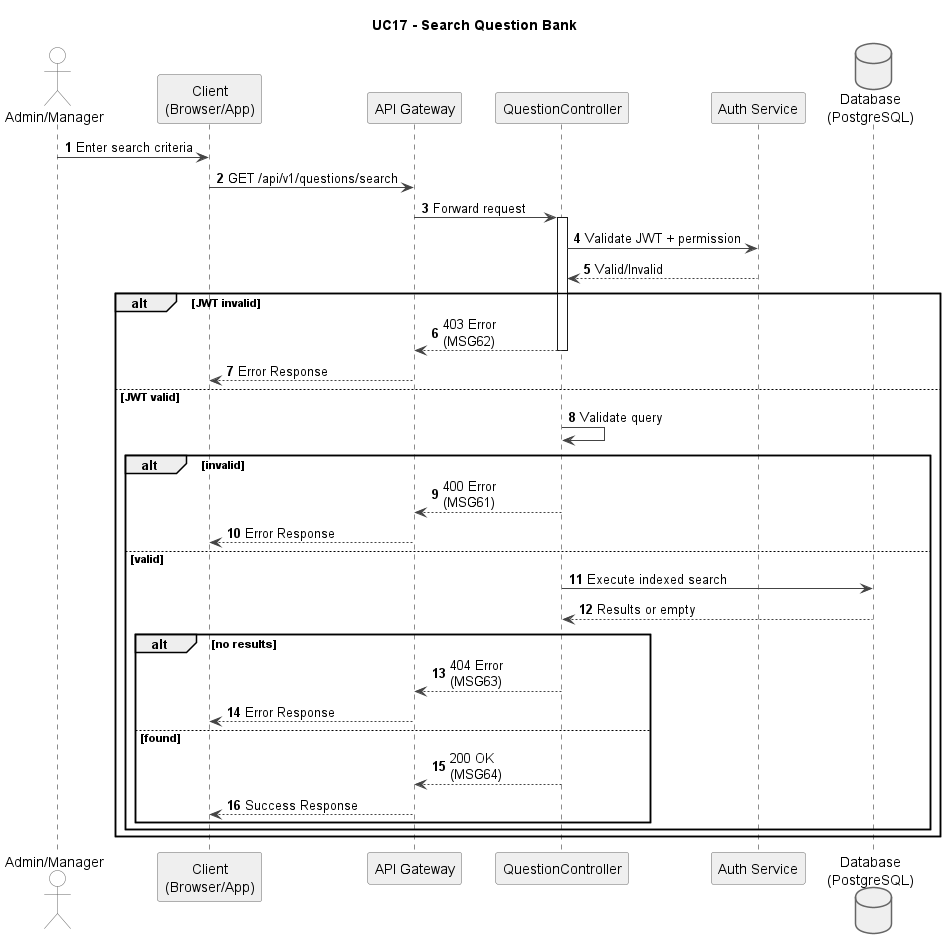 UC17 - Search Question Bank
Admin/Manager
Client
(Browser/App)
API Gateway
QuestionController
Auth Service
Database
(PostgreSQL)
1 Enter search criteria
2 GET /api/v1/questions/search
3 Forward request
4 Validate JWT + permission
5 Valid/Invalid
alt [JWT invalid]
6 403 Error
(MSG62)
7 Error Response
[JWT valid]
8 Validate query
alt [invalid]
9 400 Error
(MSG61)
10 Error Response
[valid]
11 Execute indexed search
12 Results or empty
alt [no results]
13 404 Error
(MSG63)
14 Error Response
[found]
15 200 OK
(MSG64)
16 Success Response
Admin/Manager
Client
(Browser/App)
API Gateway
QuestionController
Auth Service
Database
(PostgreSQL)